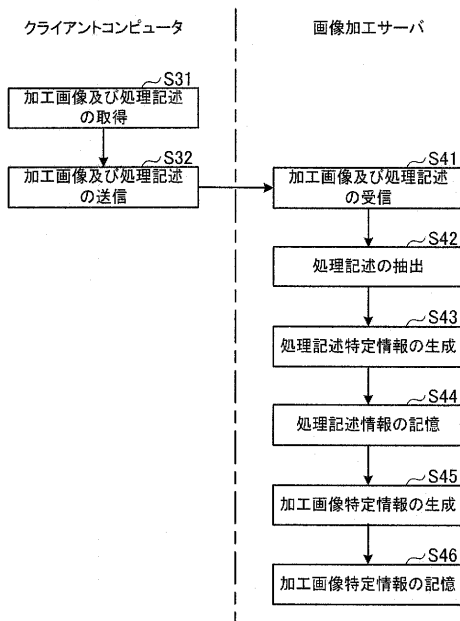 クライアントコンピュータ
画像加工サーバ
S31
加工画像及び処理記述
の取得
S32
加工画像及び処理記述
の送信
S41
加工画像及び処理記述
の受信
S42
処理記述の抽出
S43
処理記述特定情報の生成
S44
処理記述情報の記憶
S45
加工画像特定情報の生成
S46
加工画像特定情報の記憶